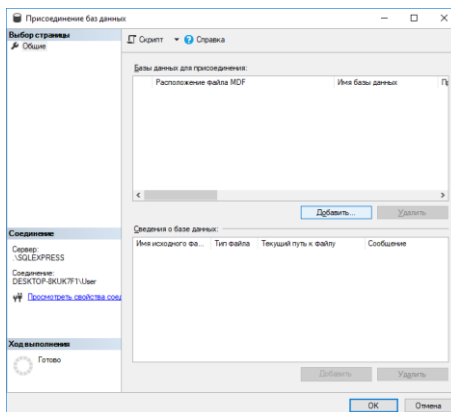 Присоединение баз данных
Выбор страницы
Общие
Скрипт
Справка
Базы данных для присоединения:
Расположение файла MDF
Имя базы данных
Добавить...
Удалить
Соединение
Сервер:
.\SQLEXPRESS
Соединение:
DESKTOP-8KUK7F1\User
Просмотреть свойства соед
Сведения о базе данных:
Имя исходного фа...
Тип файла
Текущий путь к файлу
Сообщение
Ход выполнения
Готово
Добавить
Удалить
OK
Отмена